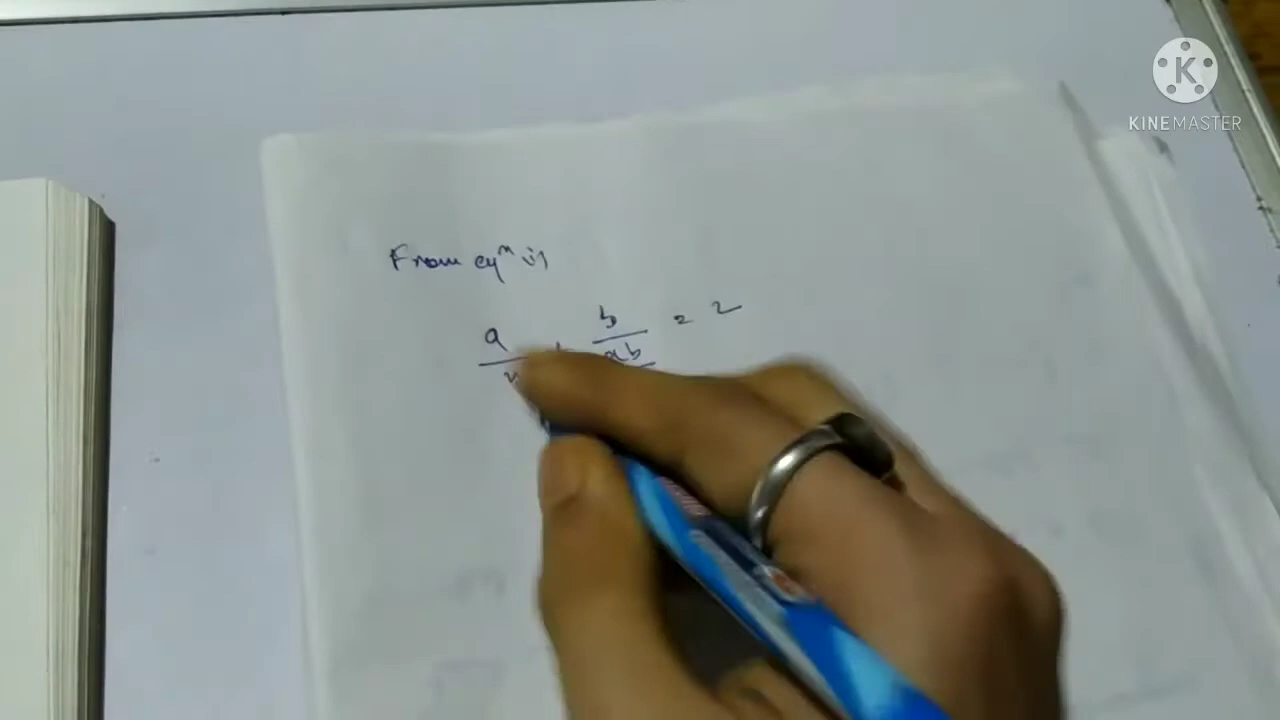 KINEMASTER
From eqⁿ (i)
a/x + b/ab = 2